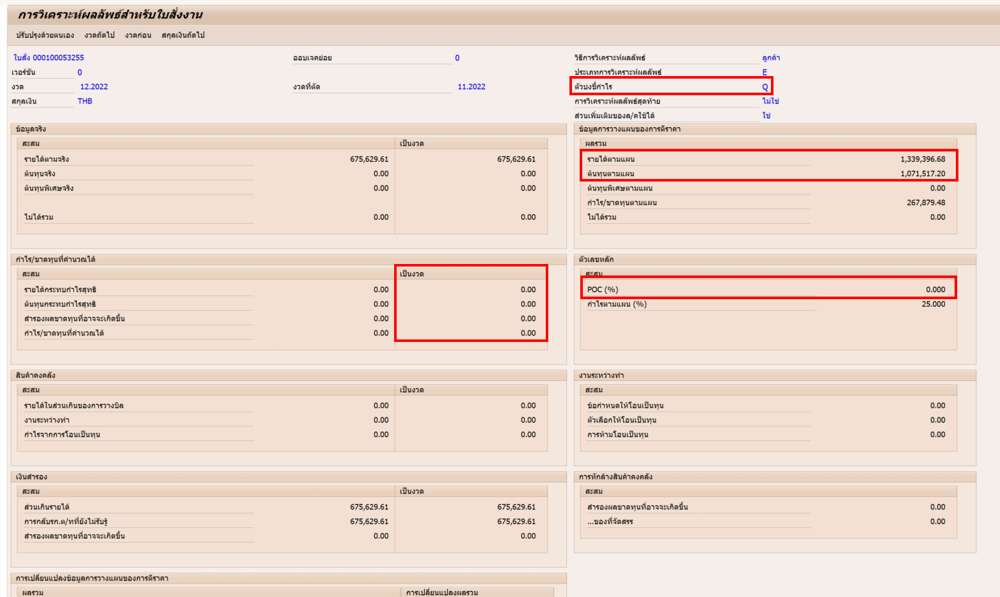 การวิเคราะห์ผลลัพธ์สำหรับใบสั่งงาน
ปรับปรุงด้วยตนเอง งวดถัดไป งวดก่อน สกุลเงินถัดไป
ใบสั่ง 000100053255 ออบเจคย่อย 0 วิธีการวิเคราะห์ผลลัพธ์ ลูกค้า
เวอร์ชัน 0 ประเภทการวิเคราะห์ผลลัพธ์ E
งวด 12.2022 งวดที่ตัด 11.2022 ตัวบ่งชี้กำไร Q
สกุลเงิน THB การวิเคราะห์ผลลัพธ์สุดท้าย ไม่ใช่
ส่วนเพิ่มเติมของล/คใช้ได้ ใช่
ข้อมูลจริง
สะสม เป็นงวด
รายได้ตามจริง 675,629.61 675,629.61
ต้นทุนจริง 0.00 0.00
ต้นทุนพิเศษจริง 0.00 0.00
ไม่ได้รวม 0.00 0.00
ข้อมูลการวางแผนของการตีราคา
ผลรวม
รายได้ตามแผน 1,339,396.68
ต้นทุนตามแผน 1,071,517.20
ต้นทุนพิเศษตามแผน 0.00
กำไร/ขาดทุนตามแผน 267,879.48
ไม่ได้รวม 0.00
กำไร/ขาดทุนที่คำนวณได้
สะสม เป็นงวด
รายได้กระทบกำไรสุทธิ 0.00 0.00
ต้นทุนกระทบกำไรสุทธิ 0.00 0.00
สำรองผลขาดทุนที่อาจจะเกิดขึ้น 0.00 0.00
กำไร/ขาดทุนที่คำนวณได้ 0.00 0.00
ตัวเลขหลัก
สะสม
POC (%) 0.000
กำไรตามแผน (%) 25.000
สินค้าคงคลัง
สะสม เป็นงวด
รายได้ในส่วนเกินของการวางบิล 0.00 0.00
งานระหว่างทำ 0.00 0.00
กำไรจากการโอนเป็นทุน 0.00 0.00
งานระหว่างทำ
สะสม
ข้อกำหนดให้โอนเป็นทุน 0.00
ตัวเลือกให้โอนเป็นทุน 0.00
การห้ามโอนเป็นทุน 0.00
เงินสำรอง
สะสม เป็นงวด
ส่วนเกินรายได้ 675,629.61 675,629.61
การกลับรก.ต/ทที่ยังไม่รับรู้ 675,629.61 675,629.61
สำรองผลขาดทุนที่อาจจะเกิดขึ้น 0.00 0.00
การหักล้างสินค้าคงคลัง
สะสม
สำรองผลขาดทุนที่อาจจะเกิดขึ้น 0.00
...ของที่จัดสรร 0.00
การเปลี่ยนแปลงข้อมูลการวางแผนของการตีราคา
ผลรวม การเปลี่ยนแปลงผลรวม